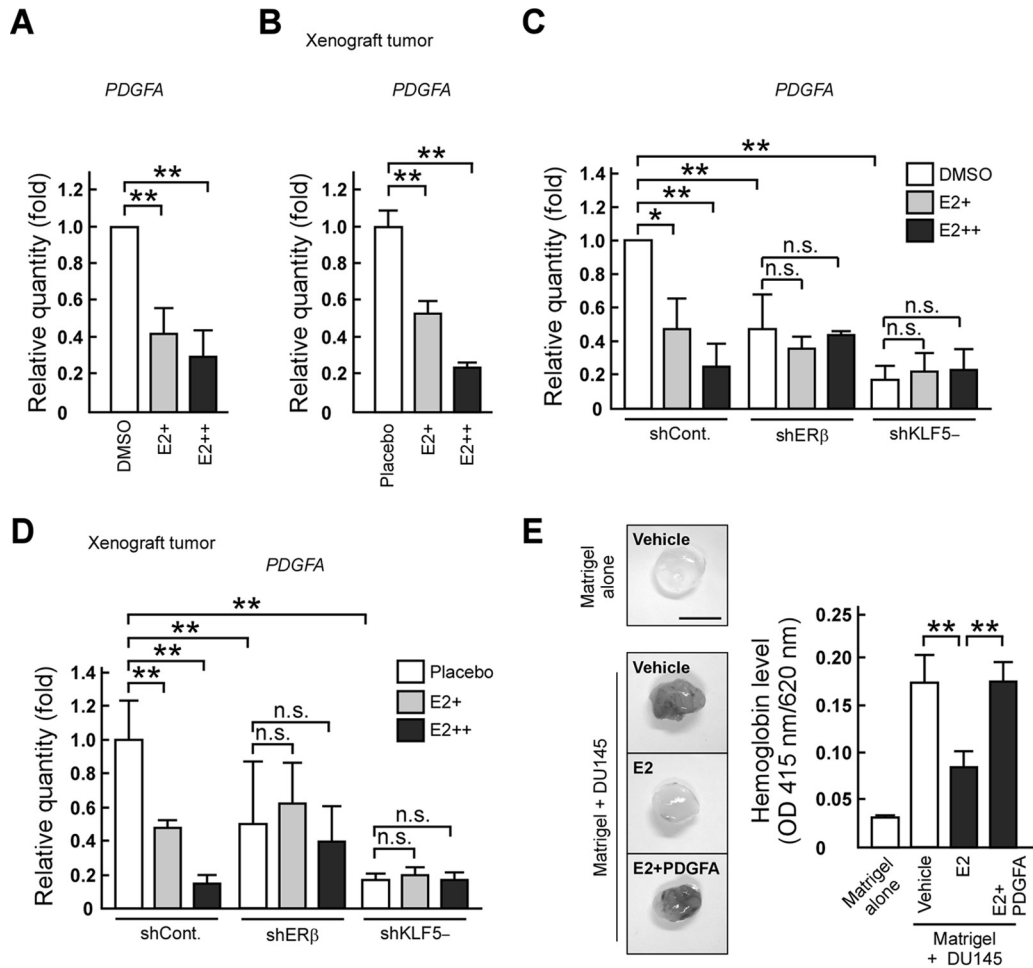 A
PDGFA
Relative quantity (fold)
**
**
1.2
1.0
0.8
0.6
0.4
0.2
0
DMSO
E2+
E2++
B
Xenograft tumor
PDGFA
Relative quantity (fold)
**
**
1.2
1.0
0.8
0.6
0.4
0.2
0
Placebo
E2+
E2++
C
PDGFA
Relative quantity (fold)
**
**
**
*
n.s.
n.s.
n.s.
n.s.
1.4
1.2
1.0
0.8
0.6
0.4
0.2
0
DMSO
E2+
E2++
shCont.
shERβ
shKLF5–
D
Xenograft tumor
PDGFA
Relative quantity (fold)
**
**
**
**
n.s.
n.s.
n.s.
n.s.
1.4
1.2
1.0
0.8
0.6
0.4
0.2
0
Placebo
E2+
E2++
shCont.
shERβ
shKLF5–
E
Matrigel
alone
Vehicle
Matrigel + DU145
Vehicle
E2
E2+PDGFA
Hemoglobin level
(OD 415 nm/620 nm)
0.25
0.20
0.15
0.10
0.05
0
**
**
Matrigel
alone
Vehicle
E2
E2+
PDGFA
Matrigel
+ DU145